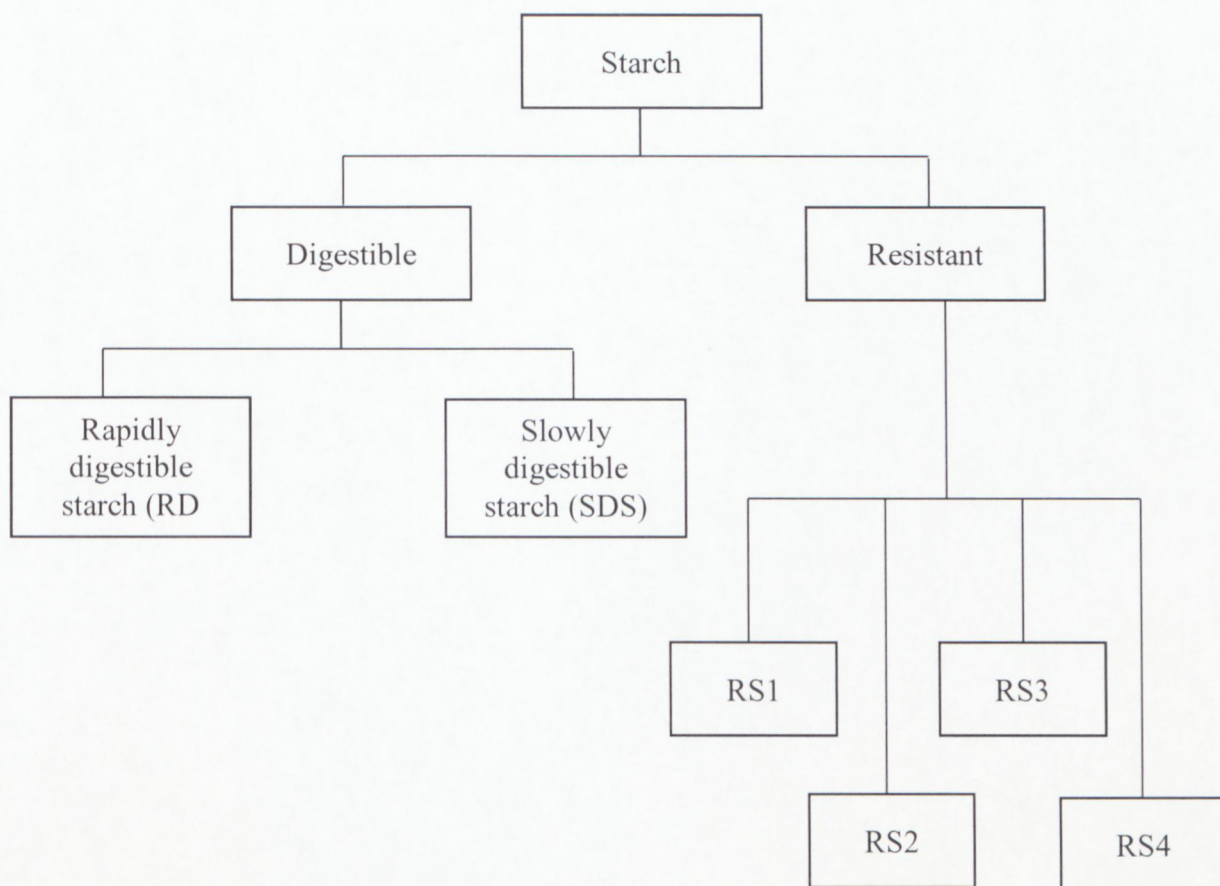 Starch
Digestible
Resistant
Rapidly
digestible
starch (RD
Slowly
digestible
starch (SDS)
RS1
RS3
RS2
RS4